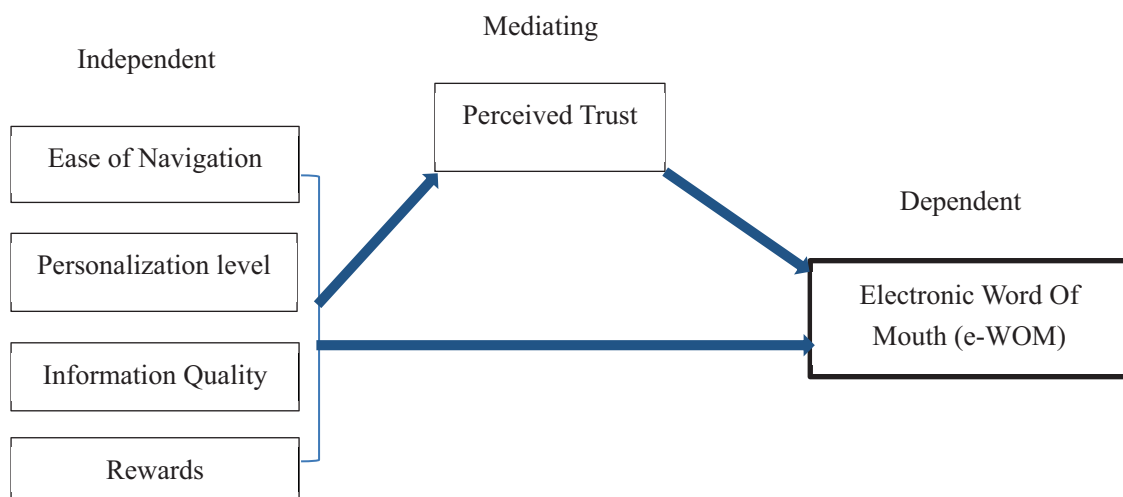 Mediating
Independent
Perceived Trust
Ease of Navigation
Dependent
Personalization level
Electronic Word Of
Mouth (e-WOM)
Information Quality
Rewards